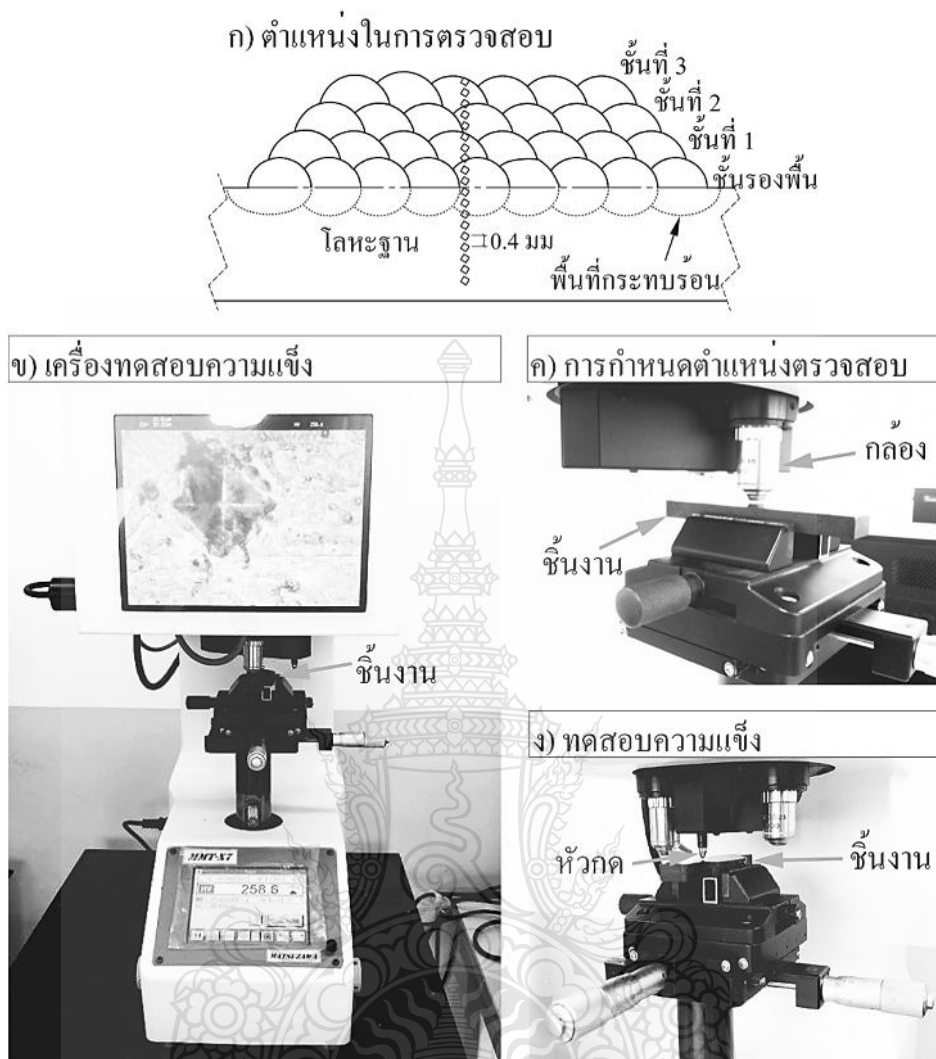 ก) ตำแหน่งในการตรวจสอบ
ชั้นที่ 3
ชั้นที่ 2
ชั้นที่ 1
ชั้นรองพื้น
โลหะฐาน
0.4 มม
พื้นที่กระทบร้อน
ข) เครื่องทดสอบความแข็ง
ชิ้นงาน
MMT-X7
HV 258.6
MATSUZAWA
ค) การกำหนดตำแหน่งตรวจสอบ
กล้อง
ชิ้นงาน
ง) ทดสอบความแข็ง
หัวกด
ชิ้นงาน